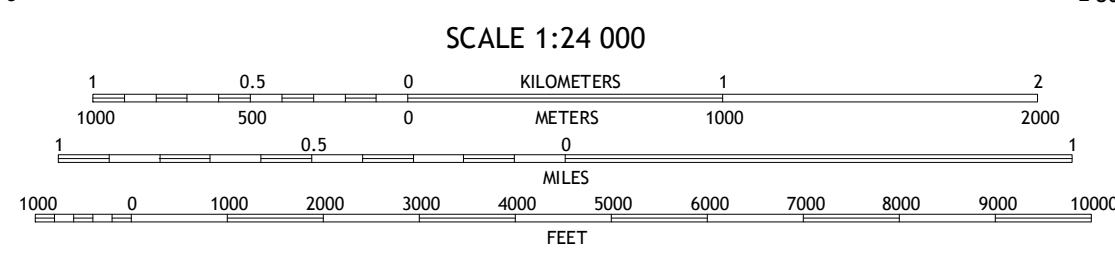 SCALE 1:24 000
1 0.5 0 KILOMETERS 1 2
1000 500 0 METERS 1000 2000
1 0.5 0 1
MILES
1000 0 1000 2000 3000 4000 5000 6000 7000 8000 9000 10000
FEET